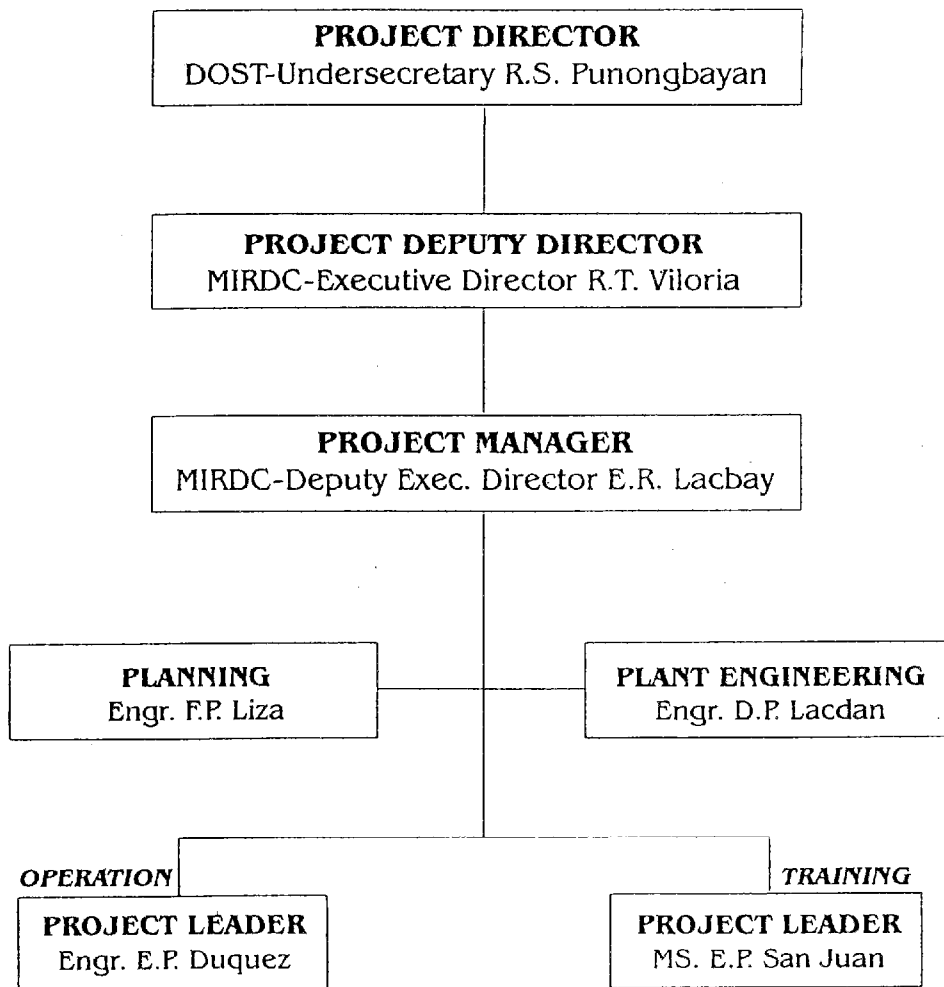 PROJECT DIRECTOR
DOST-Undersecretary R.S. Punongbayan
PROJECT DEPUTY DIRECTOR
MIRDC-Executive Director R.T. Viloria
PROJECT MANAGER
MIRDC-Deputy Exec. Director E.R. Lacbay
PLANNING
Engr. F.P. Liza
PLANT ENGINEERING
Engr. D.P. Lacdan
OPERATION
PROJECT LEADER
Engr. E.P. Duquez
TRAINING
PROJECT LEADER
MS. E.P. San Juan